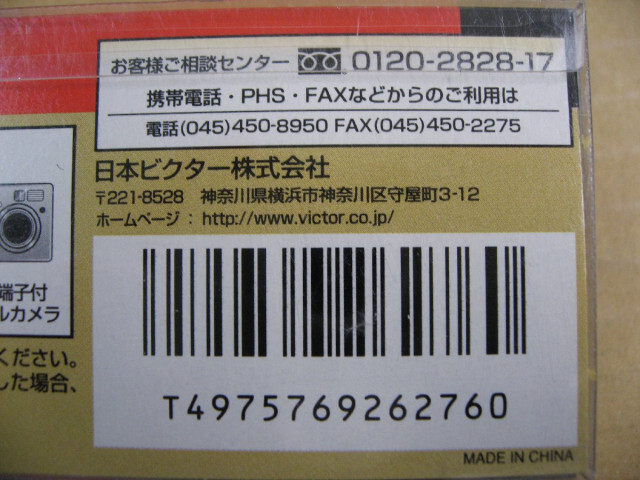 お客様ご相談センター 0120-2828-17
携帯電話・PHS・FAXなどからのご利用は
電話(045)450-8950 FAX(045)450-2275
日本ビクター株式会社
〒221-8528 神奈川県横浜市神奈川区守屋町3-12
ホームページ：http://www.victor.co.jp/
端子付
ルカメラ
ください。
した場合、
T4975769262760
MADE IN CHINA